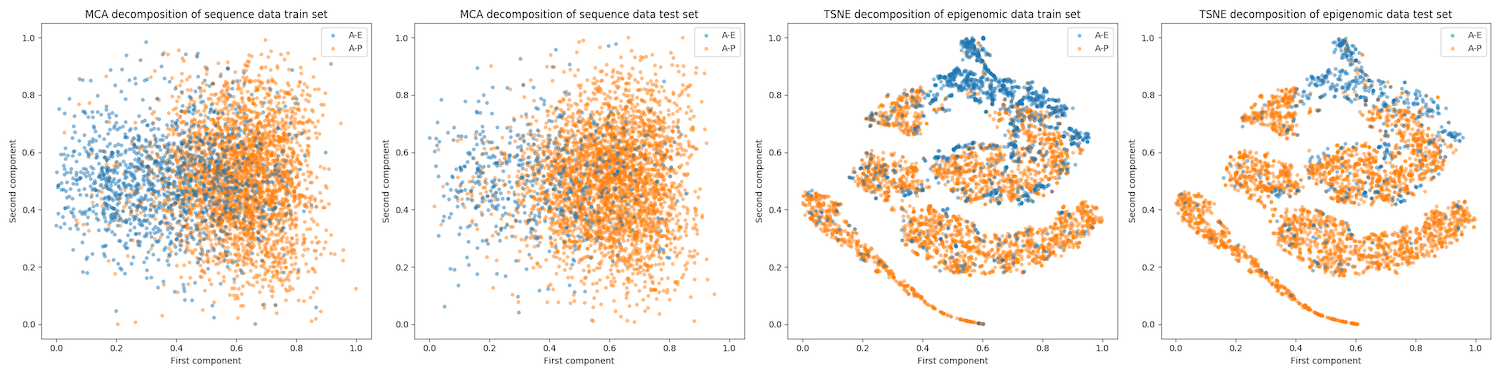 MCA decomposition of sequence data train set
A-E
A-P
1.0
0.8
0.6
0.4
0.2
0.0
Second component
0.0 0.2 0.4 0.6 0.8 1.0
First component
MCA decomposition of sequence data test set
A-E
A-P
1.0
0.8
0.6
0.4
0.2
0.0
Second component
0.0 0.2 0.4 0.6 0.8 1.0
First component
TSNE decomposition of epigenomic data train set
A-E
A-P
1.0
0.8
0.6
0.4
0.2
0.0
Second component
0.0 0.2 0.4 0.6 0.8 1.0
First component
TSNE decomposition of epigenomic data test set
A-E
A-P
1.0
0.8
0.6
0.4
0.2
0.0
Second component
0.0 0.2 0.4 0.6 0.8 1.0
First component